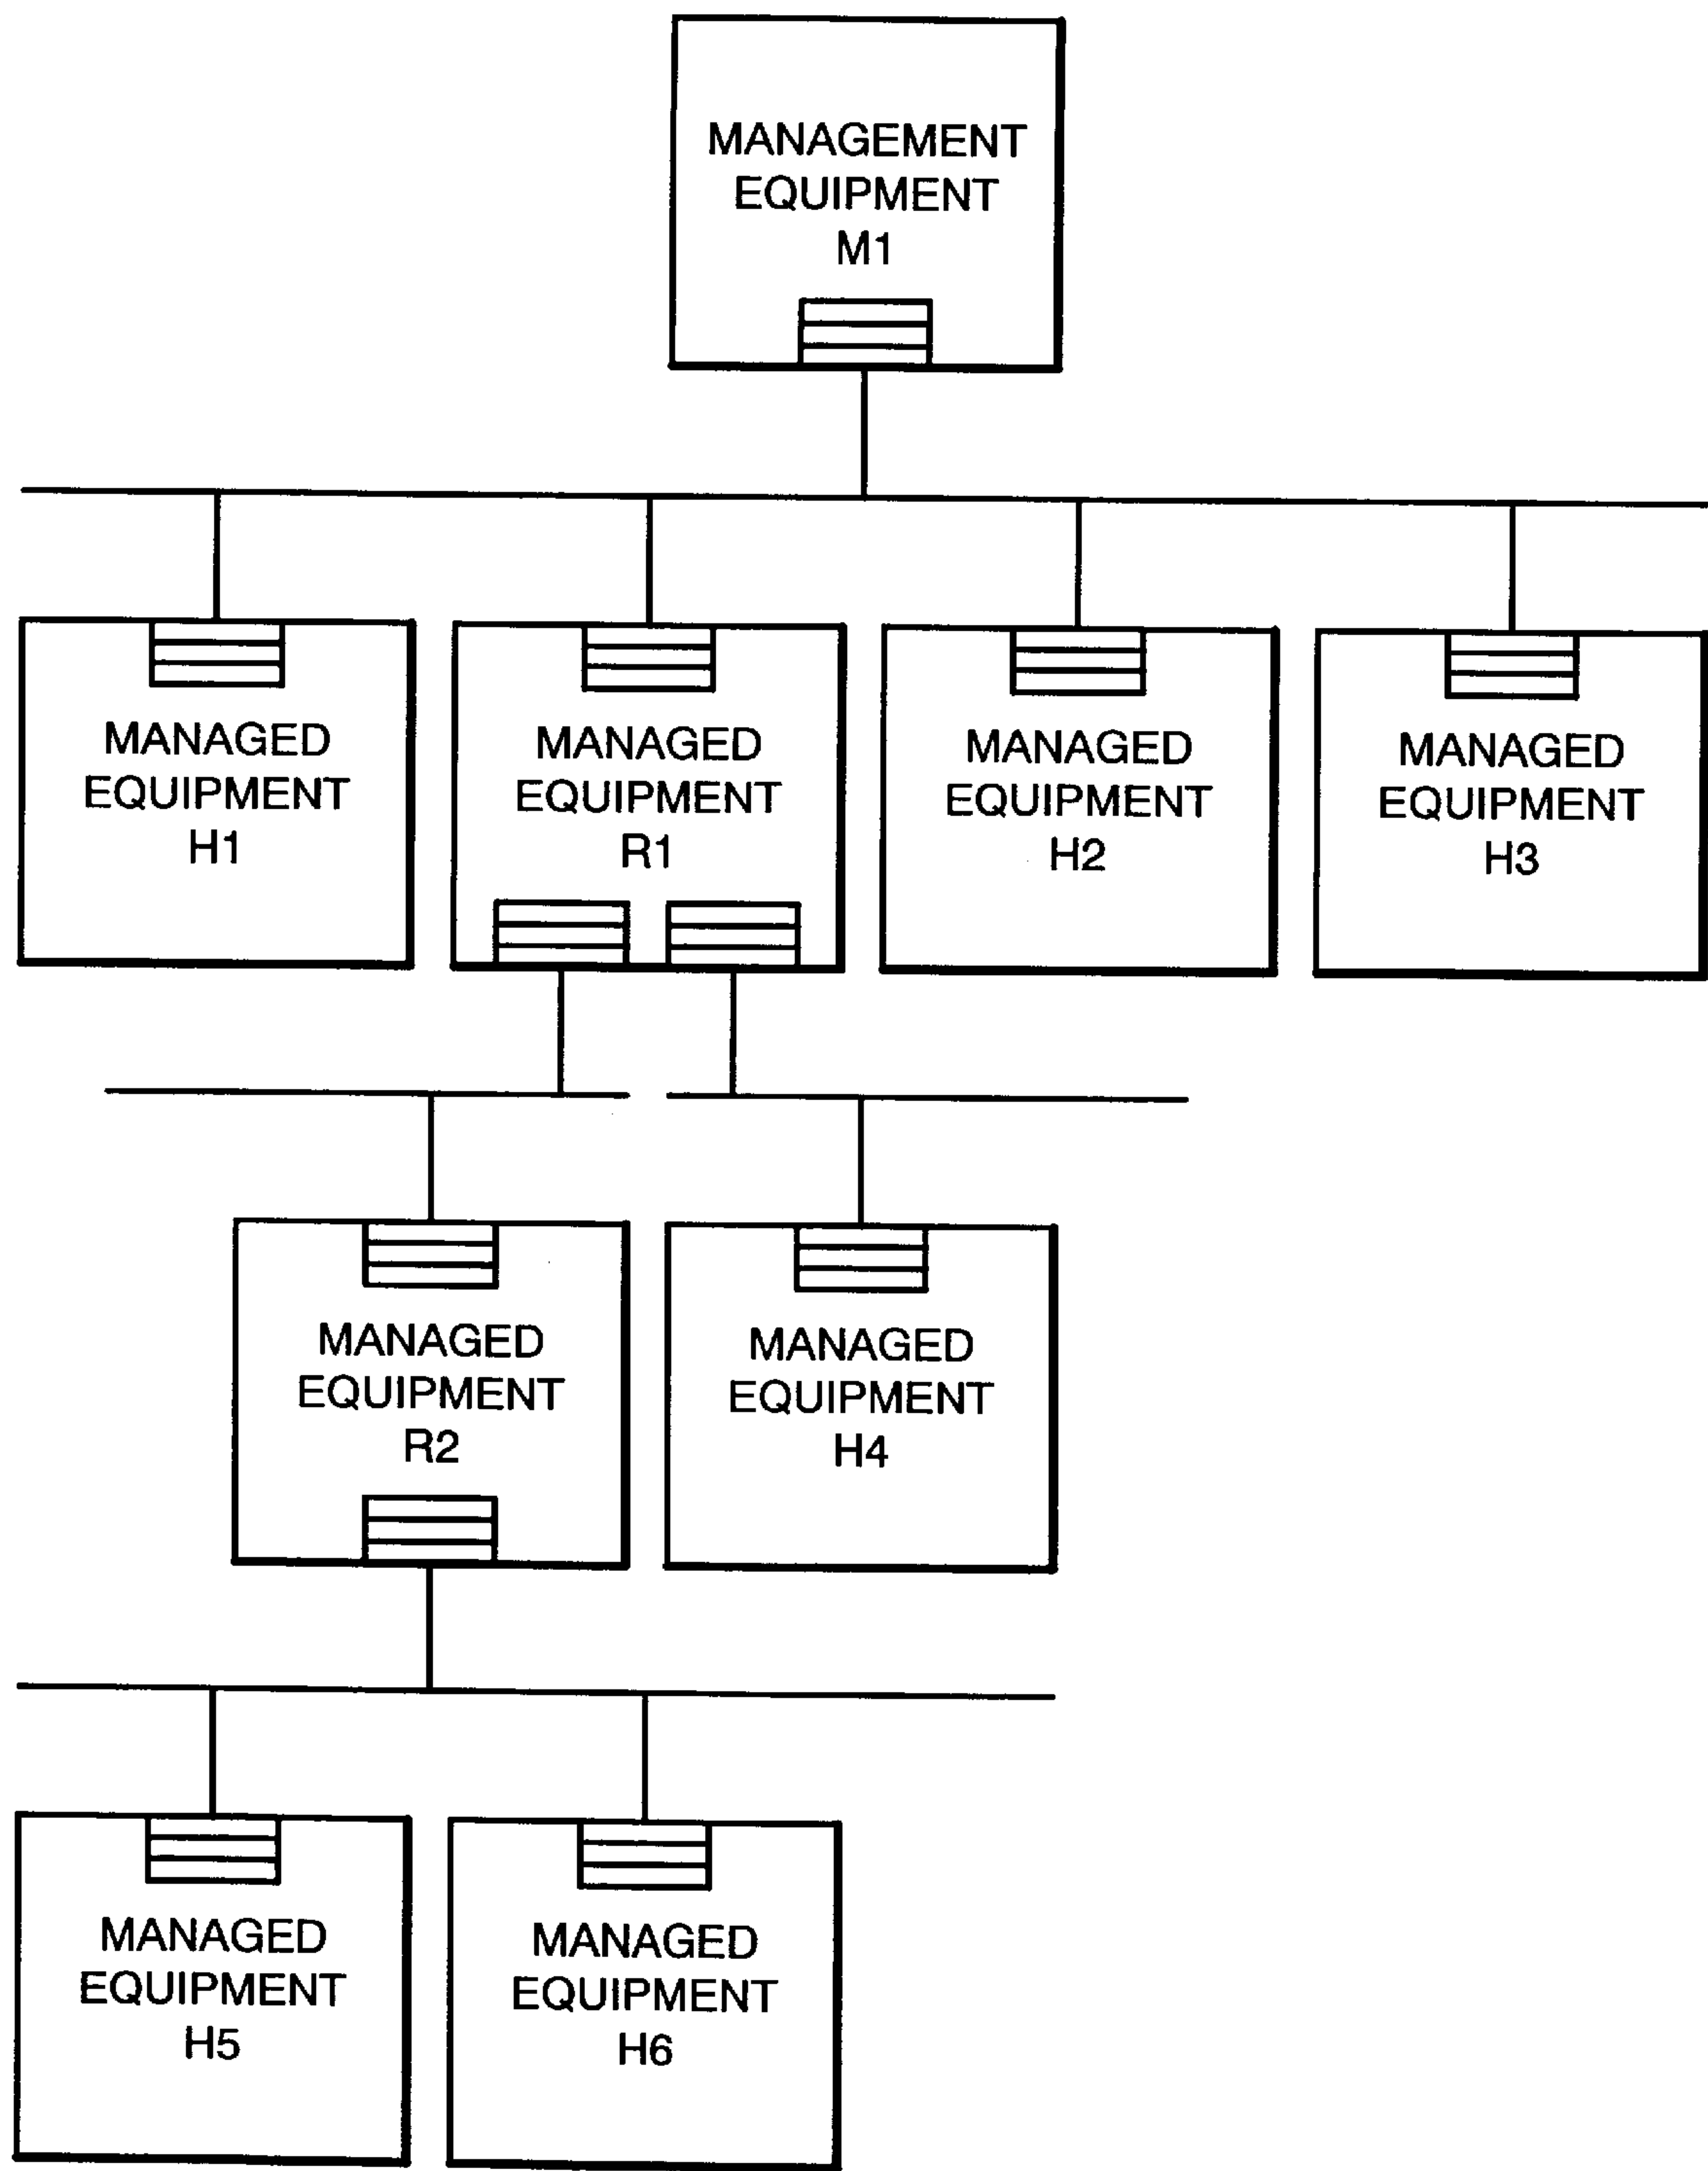 MANAGEMENT
EQUIPMENT
M1
MANAGED
EQUIPMENT
H1
MANAGED
EQUIPMENT
R1
MANAGED
EQUIPMENT
H2
MANAGED
EQUIPMENT
H3
MANAGED
EQUIPMENT
R2
MANAGED
EQUIPMENT
H4
MANAGED
EQUIPMENT
H5
MANAGED
EQUIPMENT
H6